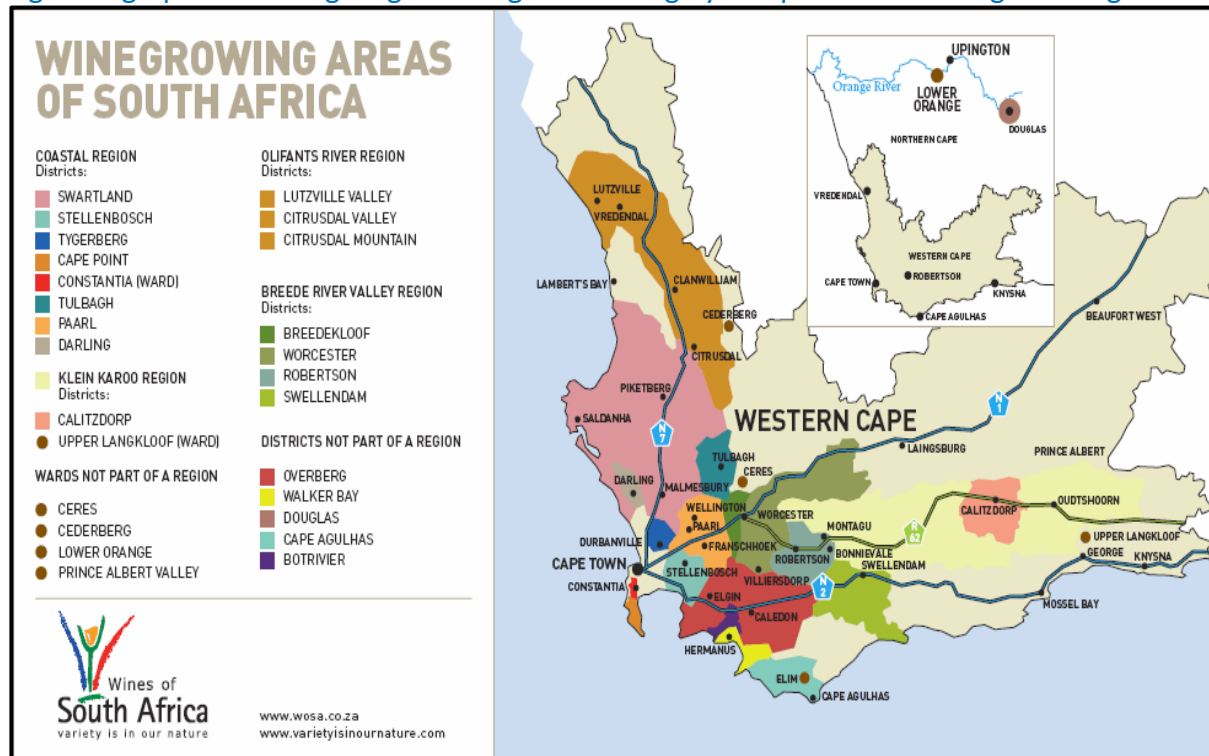 WINEGROWING AREAS
OF SOUTH AFRICA
COASTAL REGION
Districts:
SWARTLAND
STELLENBOSCH
TYGERBERG
CAPE POINT
CONSTANTIA (WARD)
TULBAGH
PAARL
DARLING
KLEIN KAROO REGION
Districts:
CALITZDORP
UPPER LANGKLOOF (WARD)
WARDS NOT PART OF A REGION
CERES
CEDERBERG
LOWER ORANGE
PRINCE ALBERT VALLEY
OLIFANTS RIVER REGION
Districts:
LUTZVILLE VALLEY
CITRUSDAL VALLEY
CITRUSDAL MOUNTAIN
BREEDE RIVER VALLEY REGION
Districts:
BREEDEKLOOF
WORCESTER
ROBERTSON
SWELLENDAM
DISTRICTS NOT PART OF A REGION
OVERBERG
WALKER BAY
DOUGLAS
CAPE AGULHAS
BOTRIVIER
Wines of
South Africa
variety is in our nature
www.wosa.co.za
www.varietyisinournature.com
UPINGTON
Orange River
LOWER
ORANGE
DOUGLAS
NORTHERN CAPE
VREDENDAL
WESTERN CAPE
ROBERTSON
CAPE TOWN
KNYSNA
CAPE AGULHAS
LUTZVILLE
VREDENDAL
LAMBERT'S BAY
CLANWILLIAM
CEDERBERG
CITRUSDAL
BEAUFORT WEST
PIKETBERG
SALDANHA
WESTERN CAPE
N
1
N
7
LAINGSBURG
PRINCE ALBERT
TULBAGH
CERES
DARLING
MALMESBURY
WELLINGTON
PAARL
WORCESTER
MONTAGU
R
62
CALITZDORP
OUDTSHOORN
DURBANVILLE
FRANSCHHOEK
ROBERTSON
BONNIEVALE
UPPER LANGKLOOF
CAPE TOWN
STELLENBOSCH
VILLIERSDORP
SWELLENDAM
GEORGE
KNYSNA
CONSTANTIA
ELGIN
N
2
CALEDON
MOSSEL BAY
HERMANUS
ELIM
CAPE AGULHAS